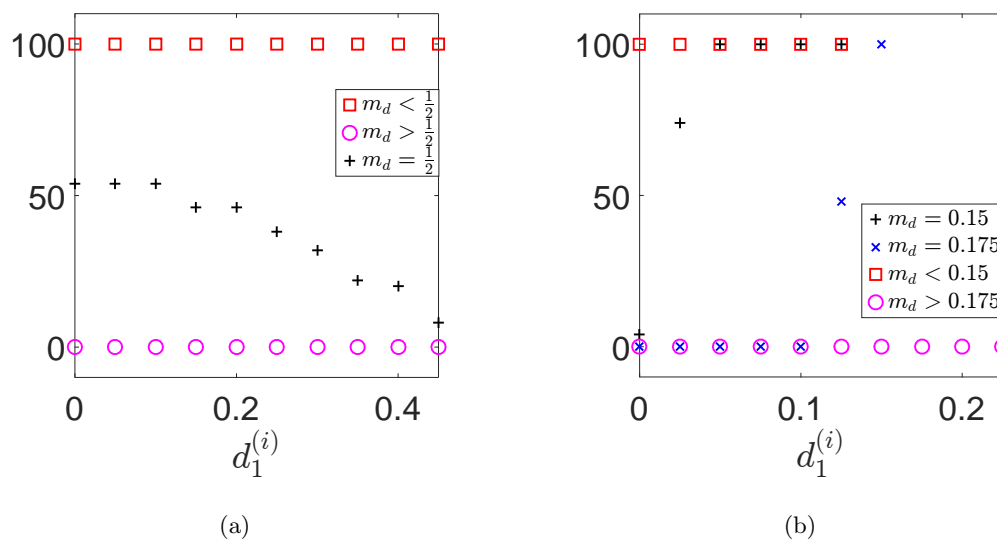 100
50
0
0
0.2
0.4
d_1^{(i)}
m_d < 1/2
m_d > 1/2
m_d = 1/2
(a)
100
50
0
0
0.1
0.2
d_1^{(i)}
m_d = 0.15
m_d = 0.175
m_d < 0.15
m_d > 0.175
(b)